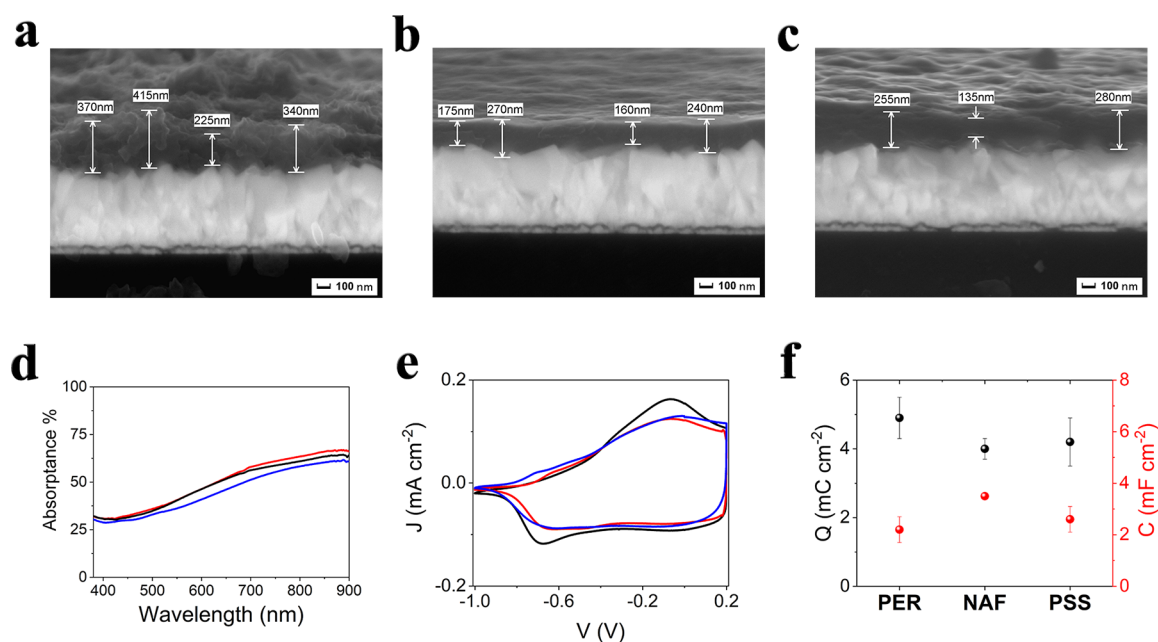 a
b
c
370nm
415nm
225nm
340nm
100 nm
175nm
270nm
160nm
240nm
100 nm
255nm
135nm
280nm
100 nm
d
100
75
50
25
0
Absorptance %
400 500 600 700 800 900
Wavelength (nm)
e
0.2
0.0
-0.2
J (mA cm-2)
-1.0 -0.6 -0.2 0.2
V (V)
f
6
4
2
0
Q (mC cm-2)
8
6
4
2
0
C (mF cm-2)
PER NAF PSS